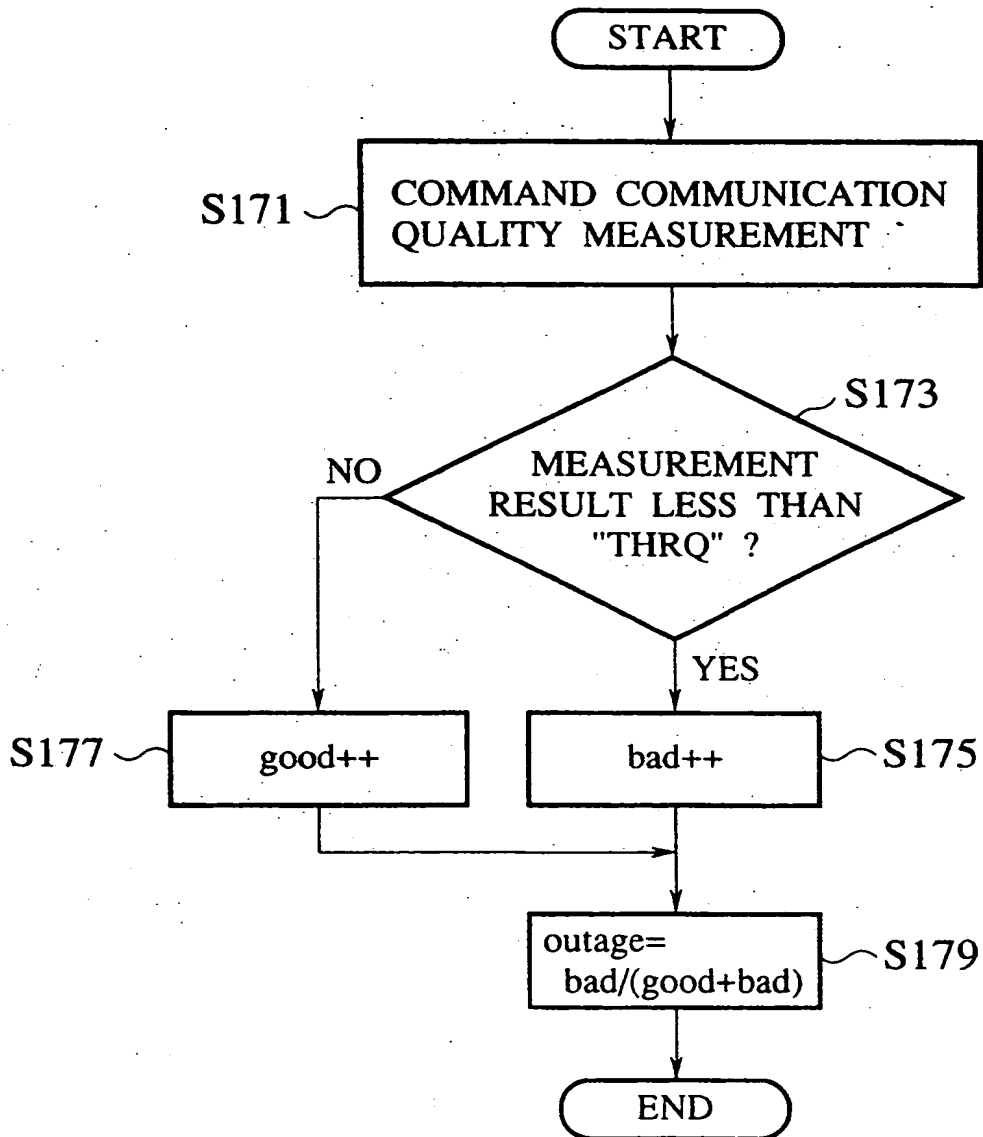 START
S171
COMMAND COMMUNICATION
QUALITY MEASUREMENT
S173
NO
MEASUREMENT
RESULT LESS THAN
"THRQ" ?
YES
S177
good++
bad++
S175
outage=
bad/(good+bad)
S179
END